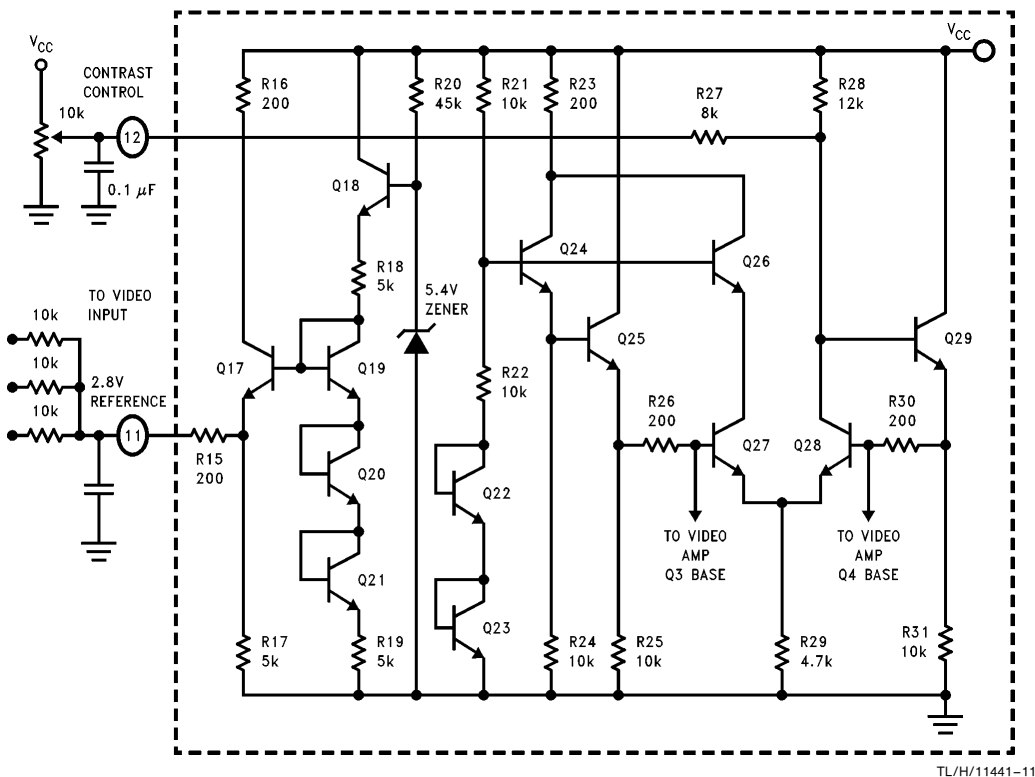 V_CC
CONTRAST
CONTROL
10k
12
0.1 μF
V_CC
R16
200
R20
45k
R21
10k
R23
200
R27
8k
R28
12k
Q18
R18
5k
Q24
Q26
5.4V
ZENER
TO VIDEO
INPUT
10k
10k
10k
2.8V
REFERENCE
11
Q17
Q19
Q25
Q29
R22
10k
R15
200
R26
200
R30
200
Q20
Q27
Q28
Q22
TO VIDEO
AMP
Q3 BASE
TO VIDEO
AMP
Q4 BASE
Q21
Q23
R17
5k
R19
5k
R24
10k
R25
10k
R29
4.7k
R31
10k
TL/H/11441–11